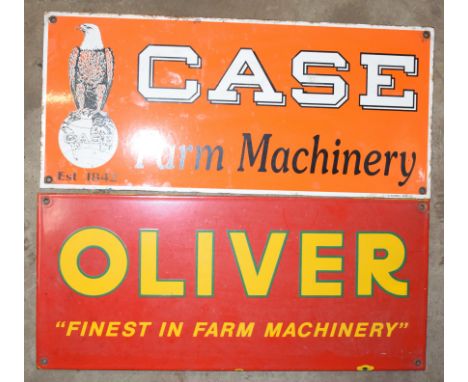 CASE
Farm Machinery
Est 1842
OLIVER
"FINEST IN FARM MACHINERY"